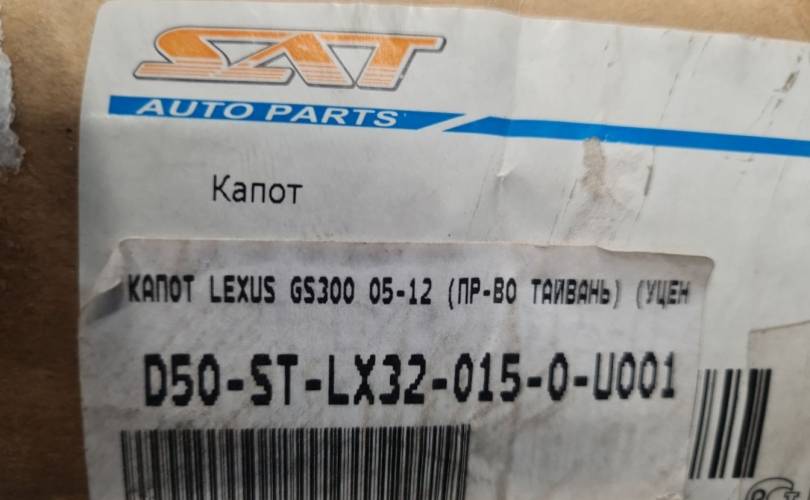 SAT
AUTO PARTS
Капот
КАПОТ LEXUS GS300 05-12 (ПР-ВО ТАЙВАНЬ) (УЦЕН
D50-ST-LX32-015-0-U001